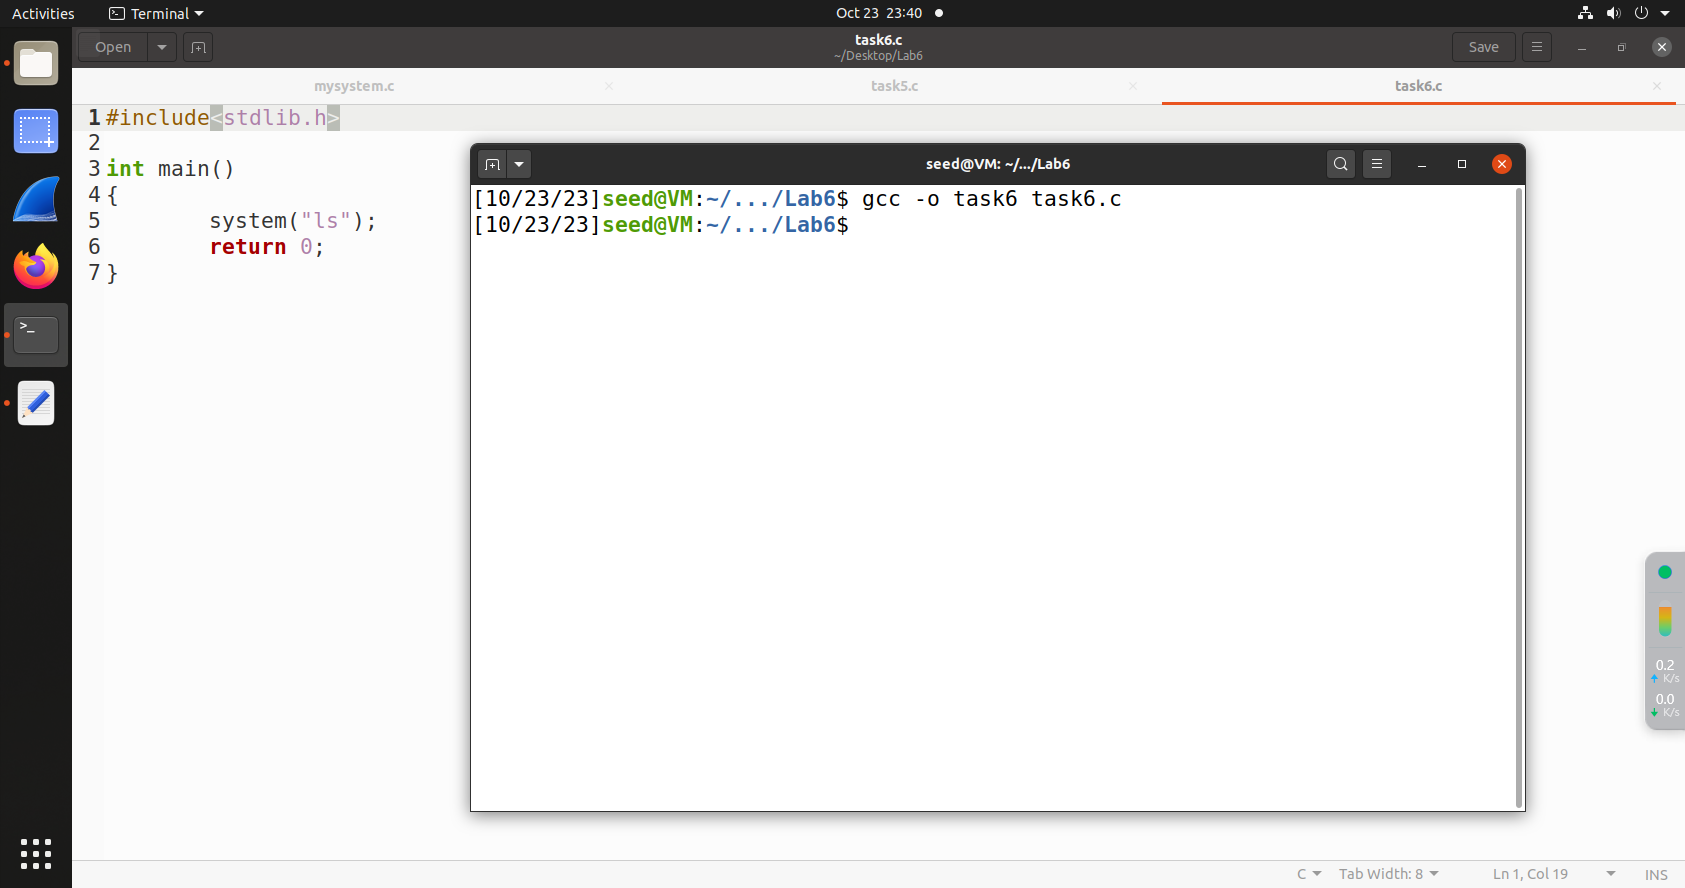 Activities Terminal Oct 23 23:40
Open task6.c Save
~/Desktop/Lab6
mysystem.c task5.c task6.c
1 #include<stdlib.h>
2
3 int main()
4 {
5 system("ls");
6 return 0;
7 }
seed@VM: ~/.../Lab6
[10/23/23]seed@VM:~/.../Lab6$ gcc -o task6 task6.c
[10/23/23]seed@VM:~/.../Lab6$
>_
0.2
K/s
0.0
K/s
C Tab Width: 8 Ln 1, Col 19 INS